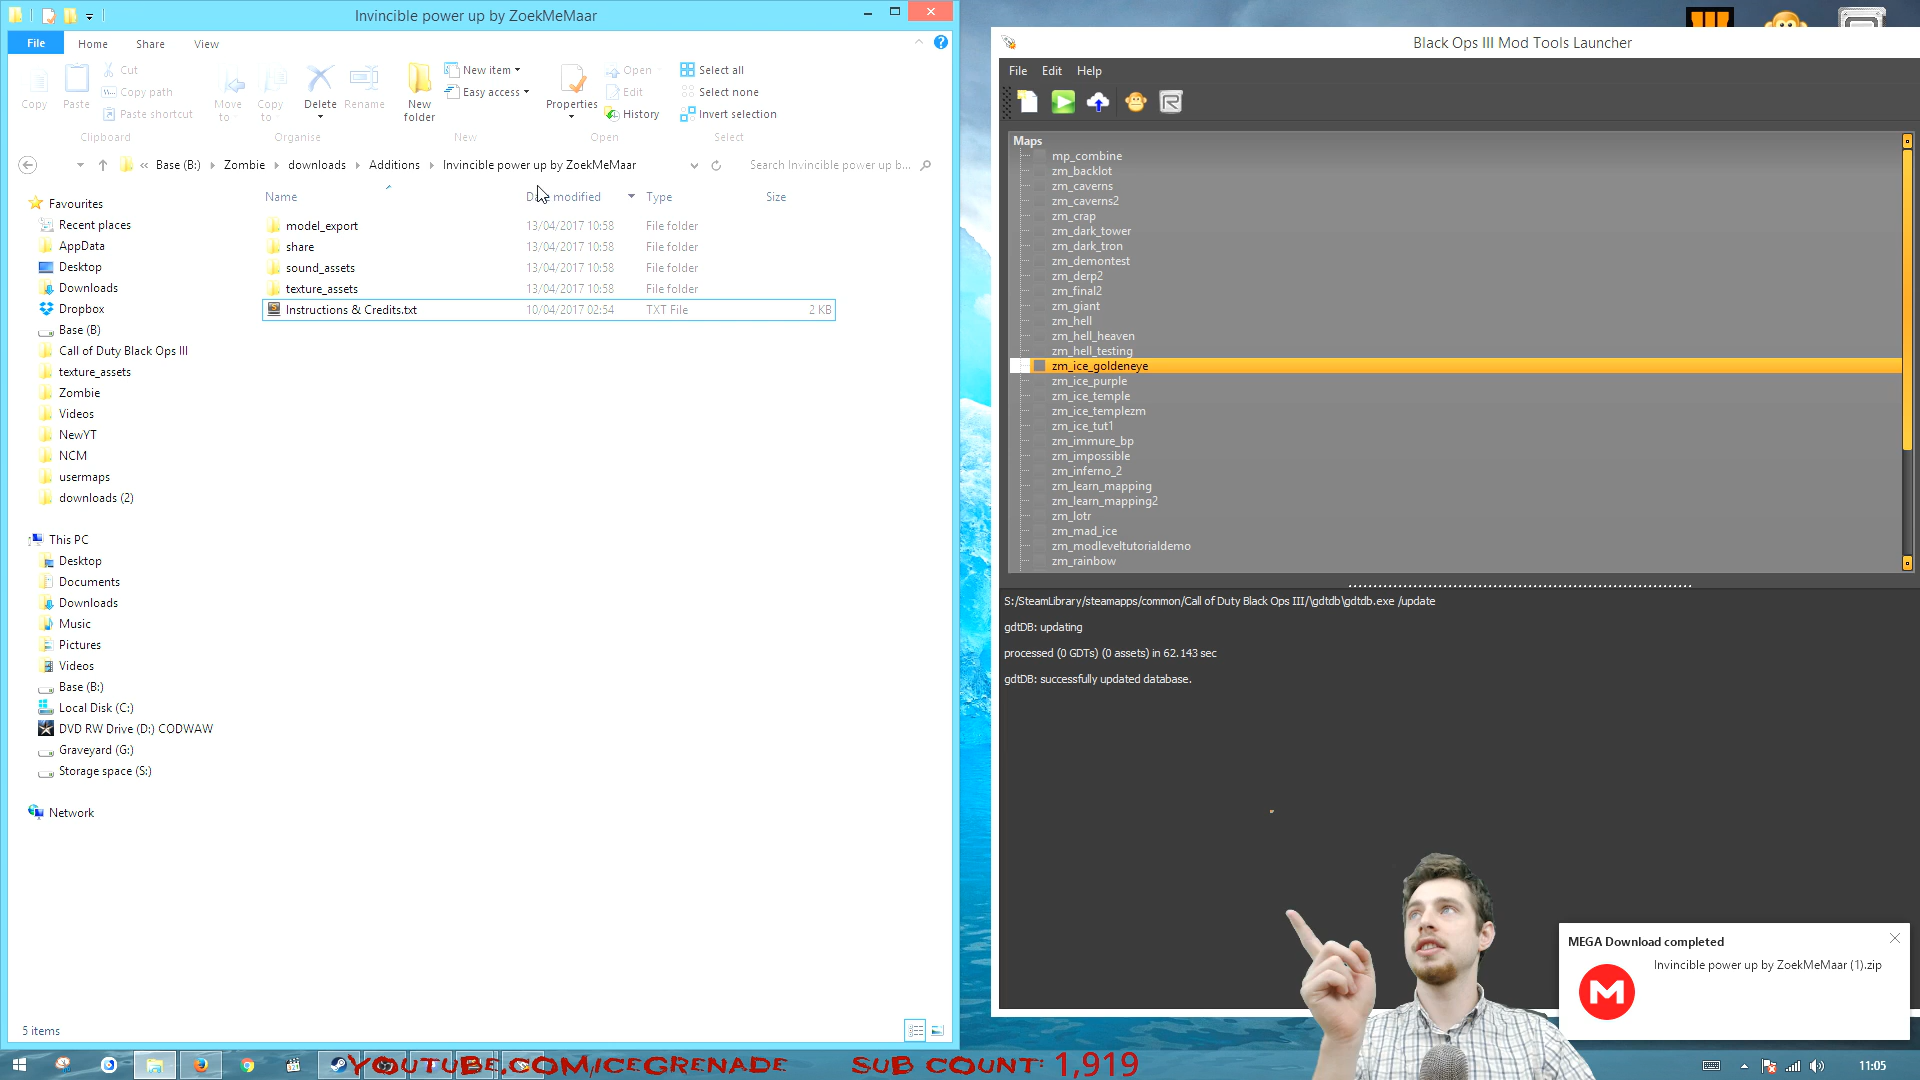 Invincible power up by ZoekMeMaar
File
Home
Share
View
Copy
Paste
Cut
Copy path
Paste shortcut
Clipboard
Move to
Copy to
Delete
Rename
Organise
New folder
New item
Easy access
New
Properties
Open
Edit
History
Open
Select all
Select none
Invert selection
Select
« Base (B:) Zombie downloads Additions Invincible power up by ZoekMeMaar
Search Invincible power up b...
Name modified Type Size
model_export 13/04/2017 10:58 File folder
share 13/04/2017 10:58 File folder
sound_assets 13/04/2017 10:58 File folder
texture_assets 13/04/2017 10:58 File folder
Instructions & Credits.txt 10/04/2017 02:54 TXT File 2 KB
Favourites
Recent places
AppData
Desktop
Downloads
Dropbox
Base (B)
Call of Duty Black Ops III
texture_assets
Zombie
Videos
NewYT
NCM
usermaps
downloads (2)
This PC
Desktop
Documents
Downloads
Music
Pictures
Videos
Base (B:)
Local Disk (C:)
DVD RW Drive (D:) CODWAW
Graveyard (G:)
Storage space (S:)
Network
5 items
Black Ops III Mod Tools Launcher
File Edit Help
Maps
mp_combine
zm_backlot
zm_caverns
zm_caverns2
zm_crap
zm_dark_tower
zm_dark_tron
zm_demontest
zm_derp2
zm_final2
zm_giant
zm_hell
zm_hell_heaven
zm_hell_testing
zm_ice_goldeneye
zm_ice_purple
zm_ice_temple
zm_ice_templezm
zm_ice_tut1
zm_immure_bp
zm_impossible
zm_inferno_2
zm_learn_mapping
zm_learn_mapping2
zm_lotr
zm_mad_ice
zm_modleveltutorialdemo
zm_rainbow
S:/SteamLibrary/steamapps/common/Call of Duty Black Ops III/\gdtdb\gdtdb.exe /update
gdtDB: updating
processed (0 GDTs) (0 assets) in 62.143 sec
gdtDB: successfully updated database.
MEGA Download completed
Invincible power up by ZoekMeMaar (1).zip
M
YOUTUBE.COM/ICEGRENADE SUB COUNT: 1,919
11:05